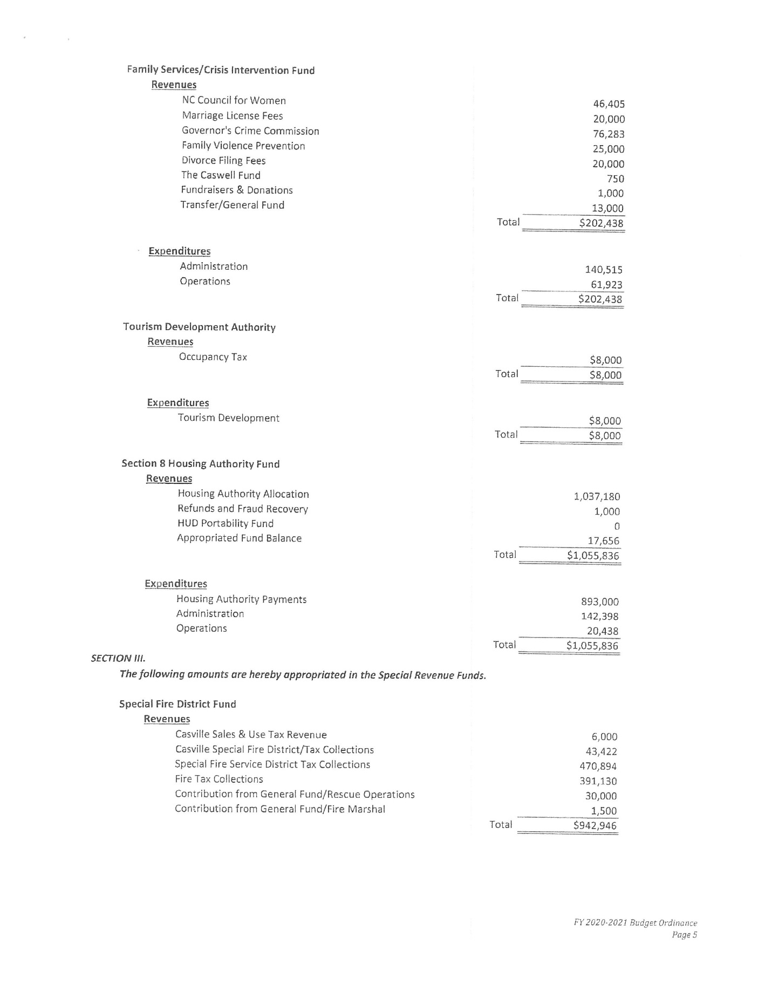 Family Services/Crisis Intervention Fund
Revenues
NC Council for Women 46,405
Marriage License Fees 20,000
Governor's Crime Commission 76,283
Family Violence Prevention 25,000
Divorce Filing Fees 20,000
The Caswell Fund 750
Fundraisers & Donations 1,000
Transfer/General Fund 13,000
Total $202,438
Expenditures
Administration 140,515
Operations 61,923
Total $202,438
Tourism Development Authority
Revenues
Occupancy Tax $8,000
Total $8,000
Expenditures
Tourism Development $8,000
Total $8,000
Section 8 Housing Authority Fund
Revenues
Housing Authority Allocation 1,037,180
Refunds and Fraud Recovery 1,000
HUD Portability Fund 0
Appropriated Fund Balance 17,656
Total $1,055,836
Expenditures
Housing Authority Payments 893,000
Administration 142,398
Operations 20,438
Total $1,055,836
SECTION III.
The following amounts are hereby appropriated in the Special Revenue Funds.
Special Fire District Fund
Revenues
Casville Sales & Use Tax Revenue 6,000
Casville Special Fire District/Tax Collections 43,422
Special Fire Service District Tax Collections 470,894
Fire Tax Collections 391,130
Contribution from General Fund/Rescue Operations 30,000
Contribution from General Fund/Fire Marshal 1,500
Total $942,946
FY 2020-2021 Budget Ordinance
Page 5